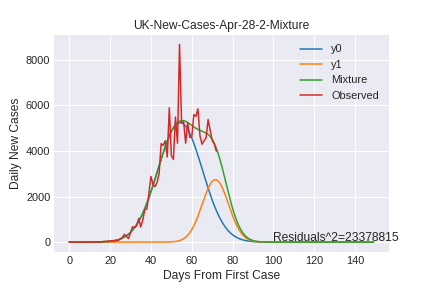 UK-New-Cases-Apr-28-2-Mixture
8000
6000
4000
2000
0
Daily New Cases
y0
y1
Mixture
Observed
Residuals^2=23378815
0 20 40 60 80 100 120 140
Days From First Case